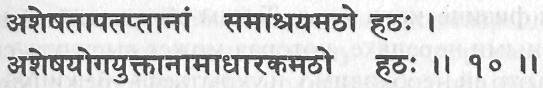 अशेषतापतप्तानां समाश्रयमठो हठः ।
अशेषयोगयुक्तानामाधारकमठो हठः ॥ १० ॥